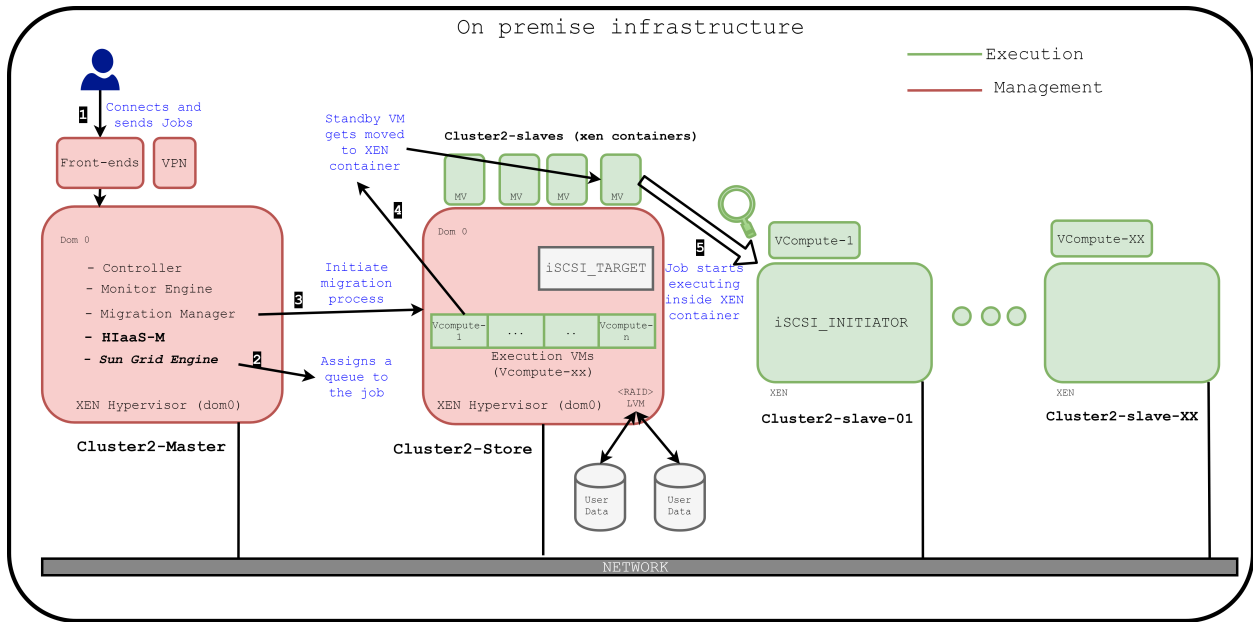 On premise infrastructure
Execution
Management
1
Connects and
sends Jobs
Front-ends
VPN
Dom 0
- Controller
- Monitor Engine
- Migration Manager
- HIaaS-M
- Sun Grid Engine
XEN Hypervisor (dom0)
Cluster2-Master
2
Assigns a
queue to
the job
3
Initiate
migration
process
4
Standby VM
gets moved
to XEN
container
Cluster2-slaves (xen containers)
MV
MV
MV
MV
Dom 0
iSCSI_TARGET
Vcompute-
1
...
..
Vcompute-
n
Execution VMs
(Vcompute-xx)
<RAID>
LVM
XEN Hypervisor (dom0)
Cluster2-Store
User
Data
User
Data
5
Job starts
executing
inside XEN
container
VCompute-1
iSCSI_INITIATOR
XEN
Cluster2-slave-01
VCompute-XX
XEN
Cluster2-slave-XX
NETWORK